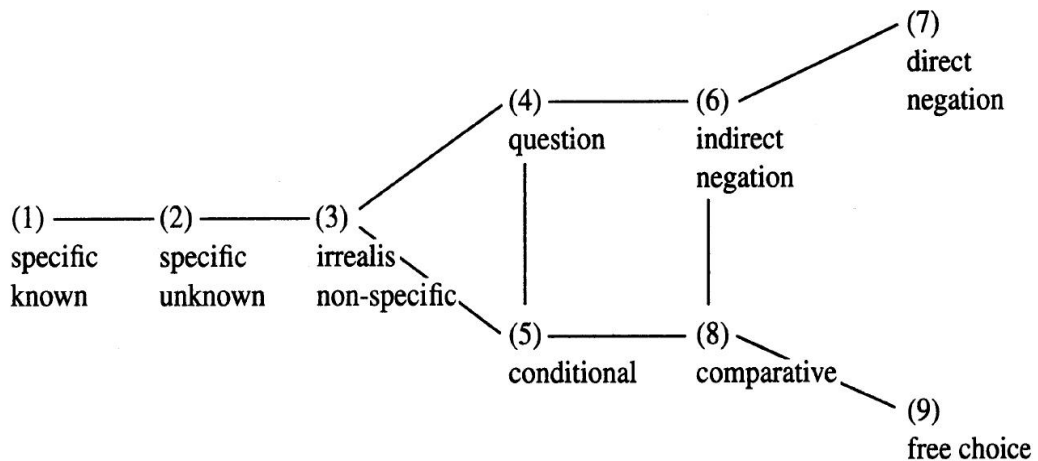 (7)
direct
negation
(4)
question
(6)
indirect
negation
(1)
specific
known
(2)
specific
unknown
(3)
irrealis
non-specific
(5)
conditional
(8)
comparative
(9)
free choice